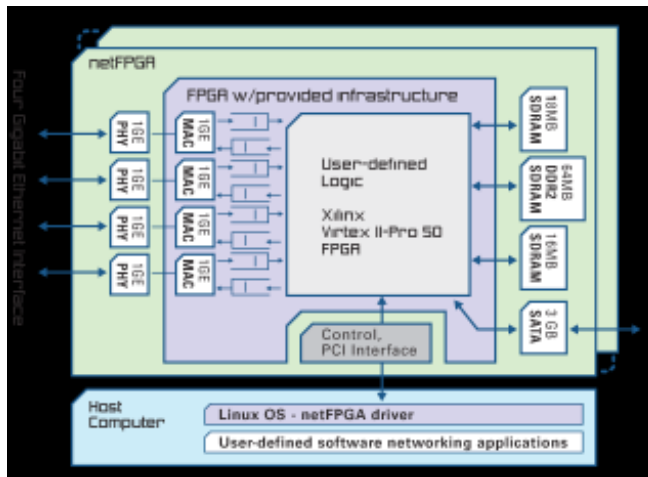 netFPGA
FPGA w/provided infrastructure
Four Gigabit Ethernet Interface
1GE
PHY
1GE
MAC
1GE
PHY
1GE
MAC
1GE
PHY
1GE
MAC
1GE
PHY
1GE
MAC
User-defined
Logic
Xilinx
Virtex II-Pro 50
FPGA
18MB
SDRAM
64MB
DDR2
SDRAM
16MB
SDRAM
3 GB
SATA
Control,
PCI Interface
Host
Computer
Linux OS - netFPGA driver
User-defined software networking applications